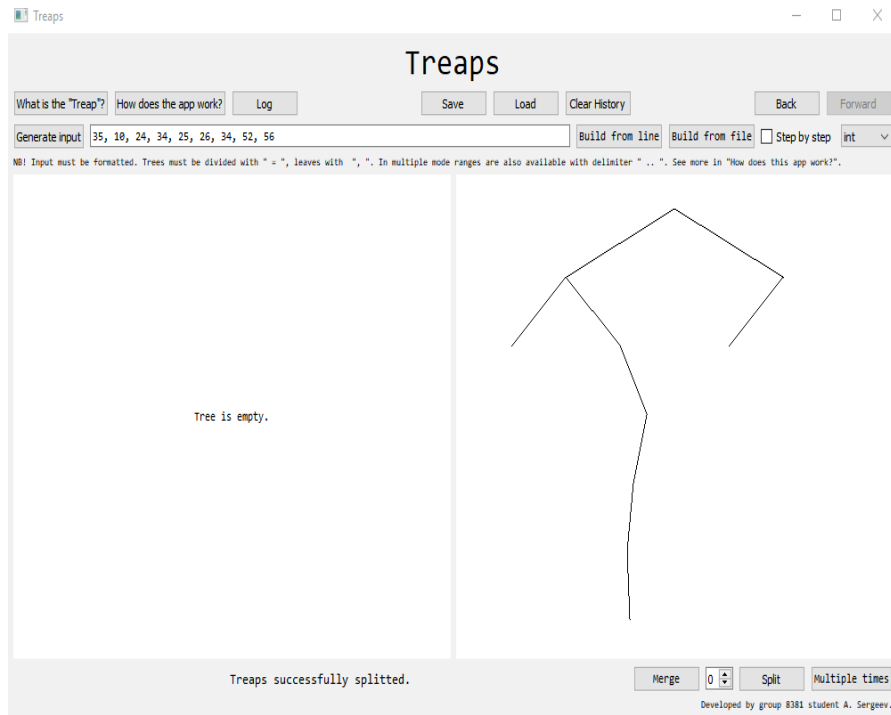 Treaps
Treaps
What is the "Treap"? How does the app work? Log Save Load Clear History Back Forward
Generate input 35, 10, 24, 34, 25, 26, 34, 52, 56 Build from line Build from file Step by step int
NB! Input must be formatted. Trees must be divided with " = ", leaves with  ", ". In multiple mode ranges are also available with delimiter " .. ". See more in "How does this app work?".
Tree is empty.
Treaps successfully splitted. Merge 0 Split Multiple times
Developed by group 8381 student A. Sergeev.